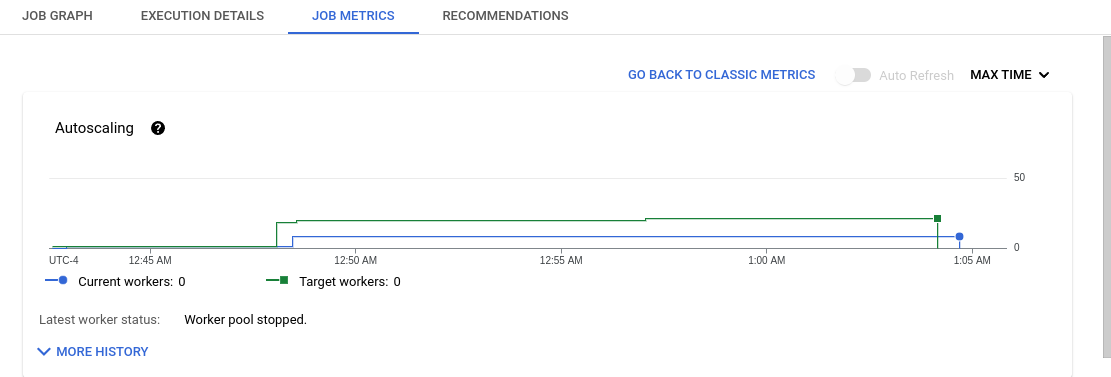 JOB GRAPH EXECUTION DETAILS JOB METRICS RECOMMENDATIONS
GO BACK TO CLASSIC METRICS Auto Refresh MAX TIME
Autoscaling ?
50
0
UTC-4 12:45 AM 12:50 AM 12:55 AM 1:00 AM 1:05 AM
Current workers: 0 Target workers: 0
Latest worker status: Worker pool stopped.
MORE HISTORY